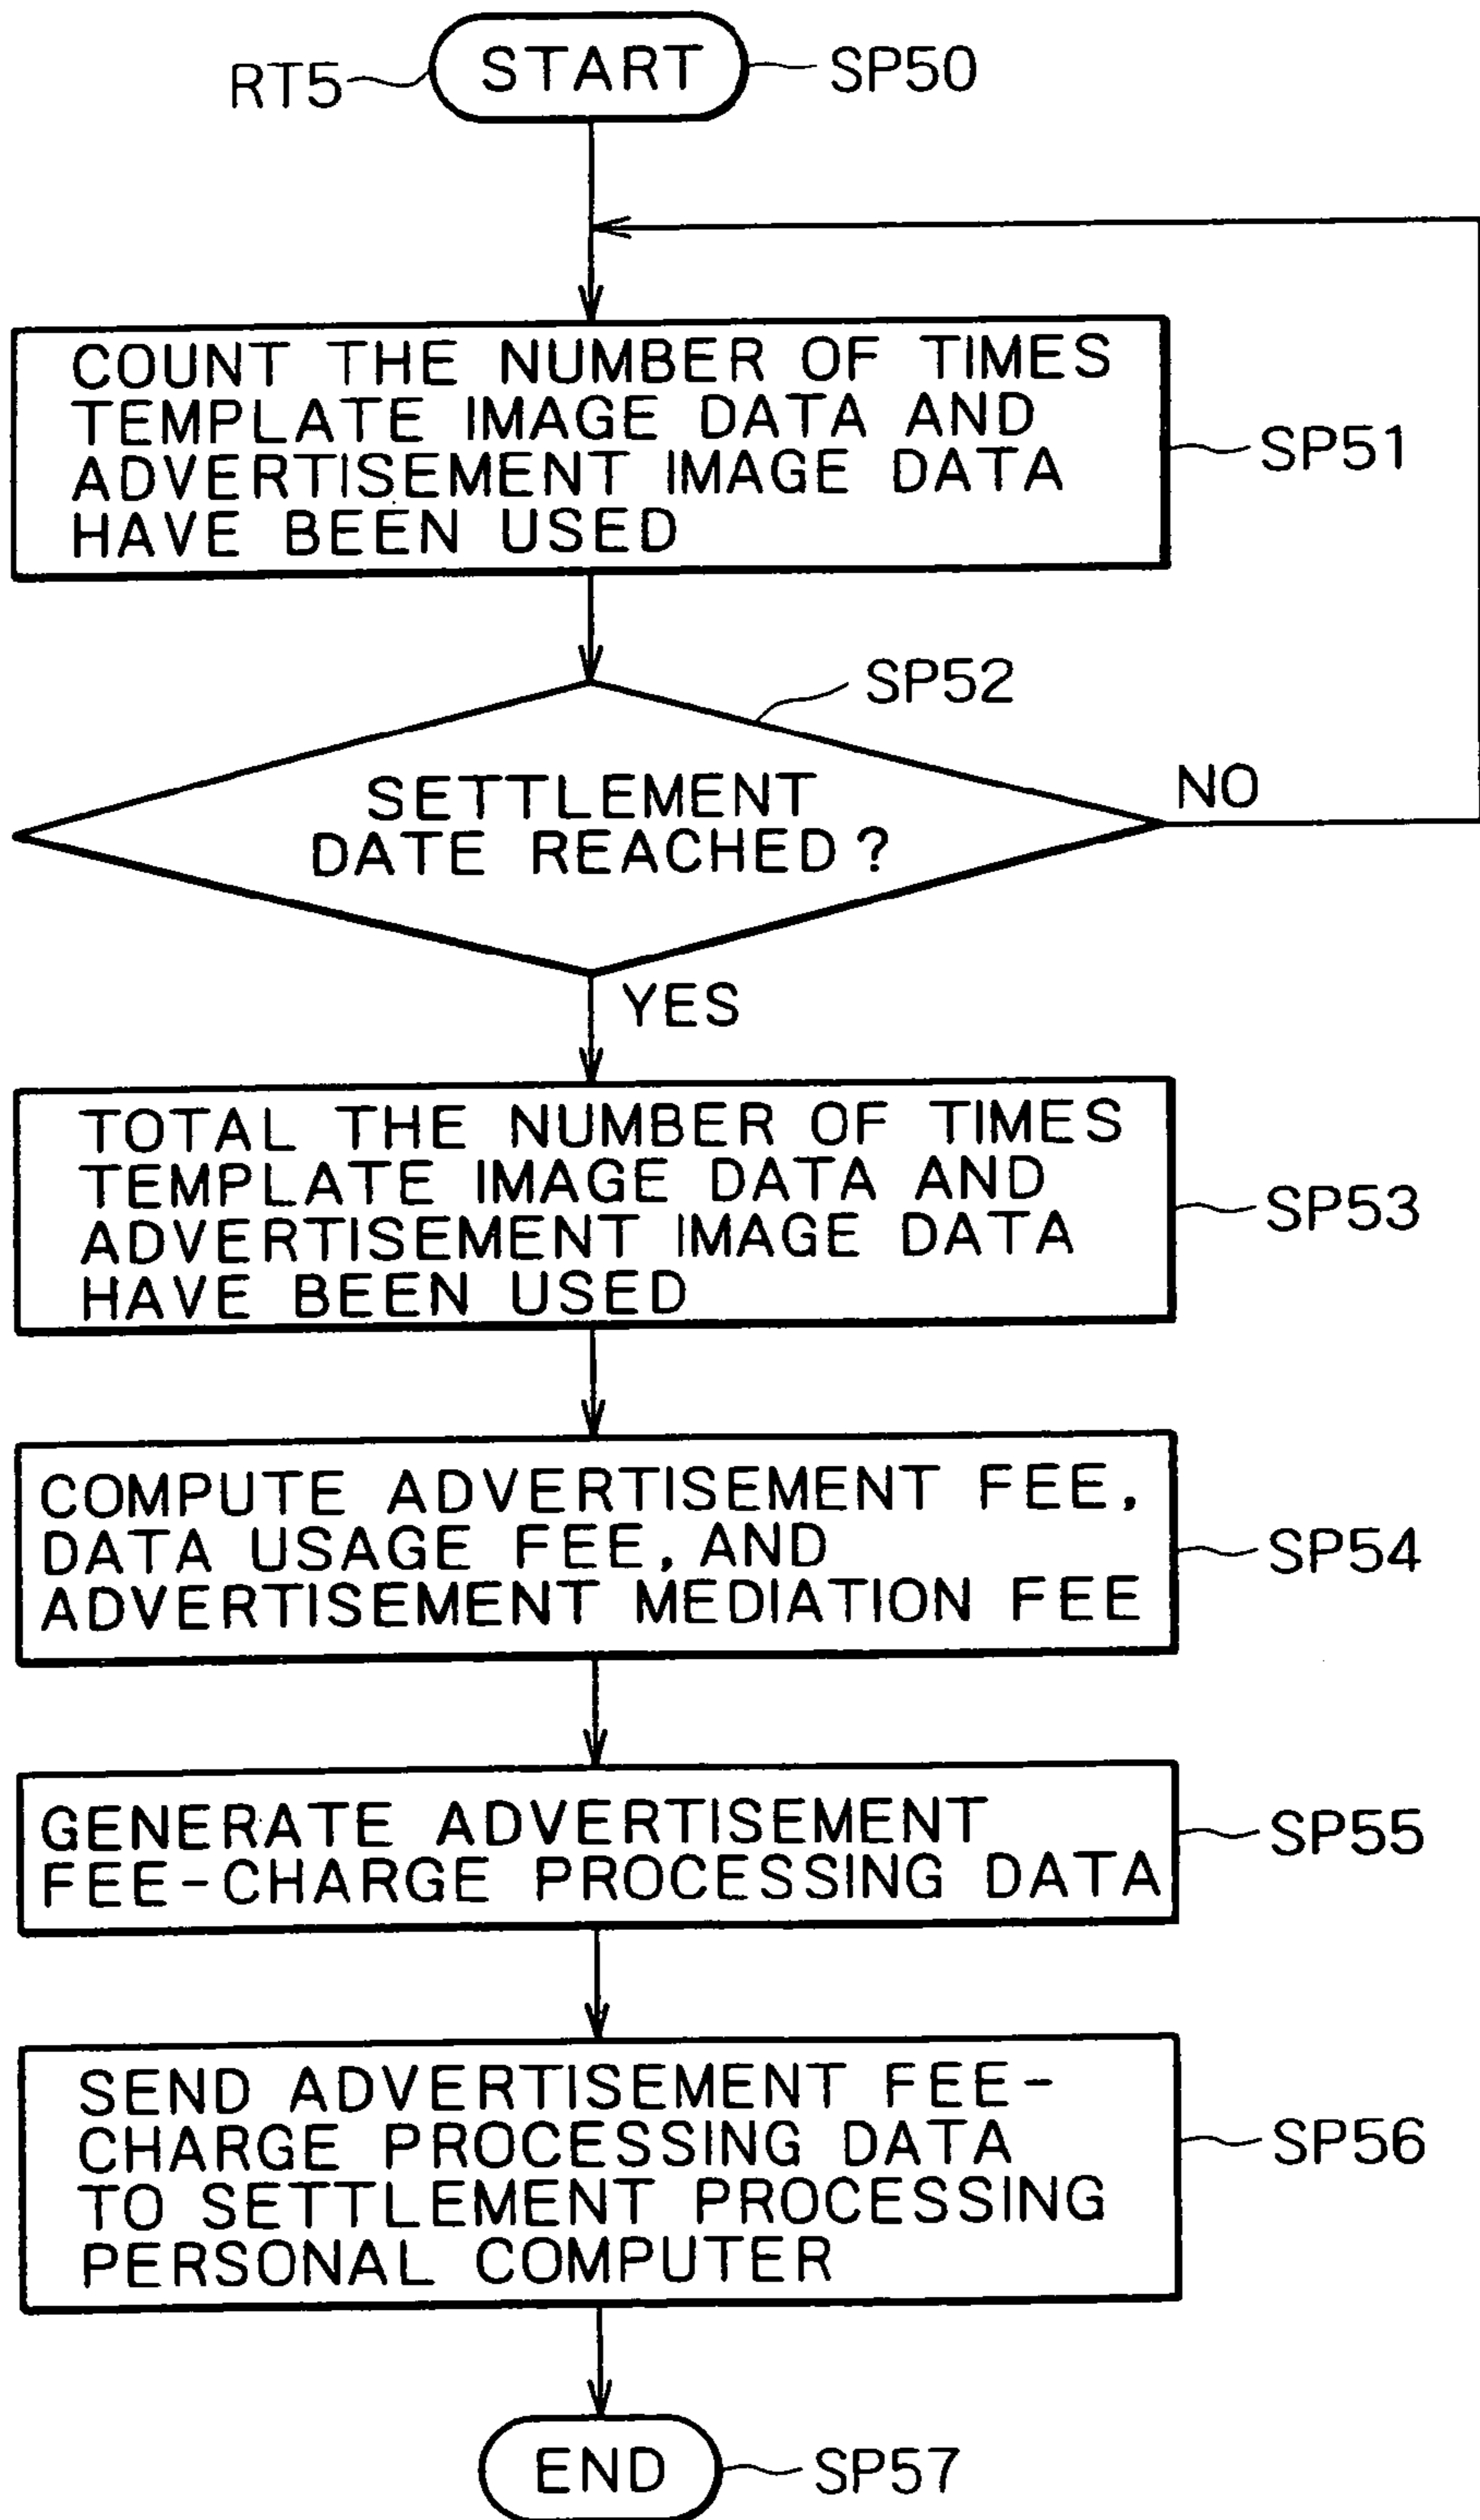 RT5
START
SP50
COUNT THE NUMBER OF TIMES
TEMPLATE IMAGE DATA AND
ADVERTISEMENT IMAGE DATA
HAVE BEEN USED
SP51
SP52
SETTLEMENT
DATE REACHED ?
NO
YES
TOTAL THE NUMBER OF TIMES
TEMPLATE IMAGE DATA AND
ADVERTISEMENT IMAGE DATA
HAVE BEEN USED
SP53
COMPUTE ADVERTISEMENT FEE,
DATA USAGE FEE, AND
ADVERTISEMENT MEDIATION FEE
SP54
GENERATE ADVERTISEMENT
FEE-CHARGE PROCESSING DATA
SP55
SEND ADVERTISEMENT FEE-
CHARGE PROCESSING DATA
TO SETTLEMENT PROCESSING
PERSONAL COMPUTER
SP56
END
SP57